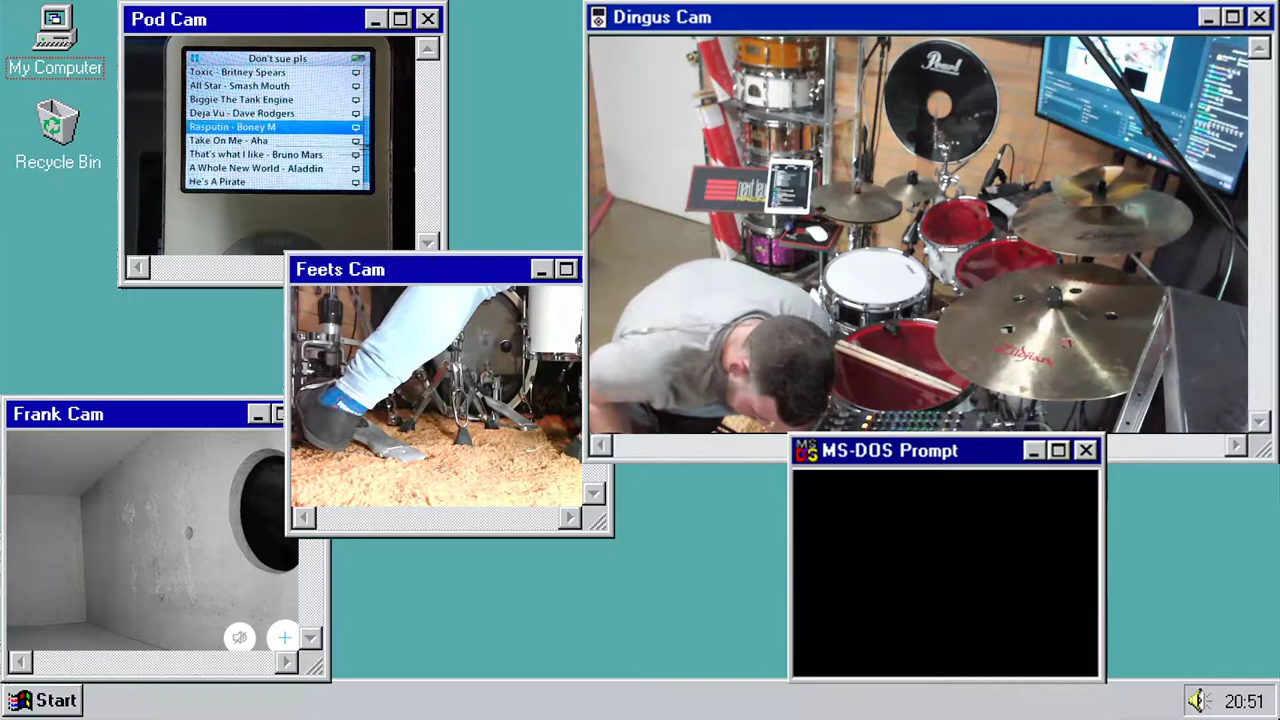 My Computer
Recycle Bin
Pod Cam
Don't sue pls
Toxic - Britney Spears
All Star - Smash Mouth
Biggie The Tank Engine
Deja Vu - Dave Rodgers
Rasputin - Boney M
Take On Me - Aha
That's what I like - Bruno Mars
A Whole New World - Aladdin
He's A Pirate
Dingus Cam
Pearl
Zildjian
Feets Cam
Frank Cam
MS-DOS Prompt
Start
20:51